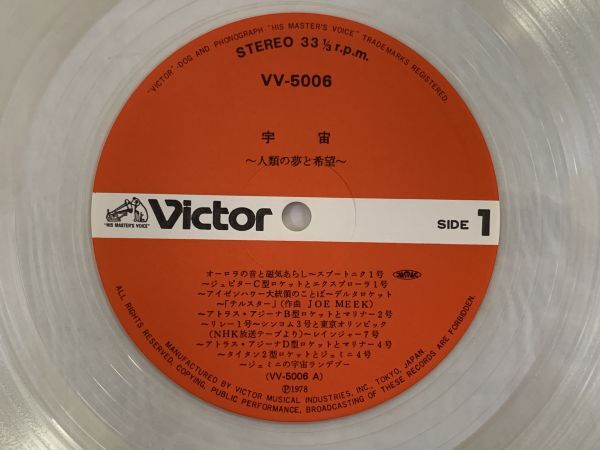 "VICTOR"-DOG AND PHONOGRAPH "HIS MASTER'S VOICE" TRADEMARKS REGISTERED.
STEREO 33 1/3 r.p.m.
VV-5006
宇宙
〜人類の夢と希望〜
"HIS MASTER'S VOICE"
Victor
SIDE 1
オーロラの音と磁気あらし〜スプートニク1号
〜ジュピターC型ロケットとエクスプローラ1号
〜アイゼンハワー大統領のことば〜デルタロケット
〜「テルスター」(作曲 JOE MEEK)
〜アトラス・アジーナB型ロケットとマリナー2号
〜リレー1号〜シンコム3号と東京オリンピック
(NHK放送テープより)〜レインジャー7号
〜アトラス・アジーナD型ロケットとマリナー4号
〜タイタン2型ロケットとジェミニ4号
〜ジェミニの宇宙ランデブー
(VV-5006 A)
Ⓟ1978
ALL RIGHTS RESERVED. COPYING, PUBLIC PERFORMANCE, BROADCASTING OF THESE RECORDS ARE FORBIDDEN.
MANUFACTURED BY VICTOR MUSICAL INDUSTRIES, INC., TOKYO, JAPAN.